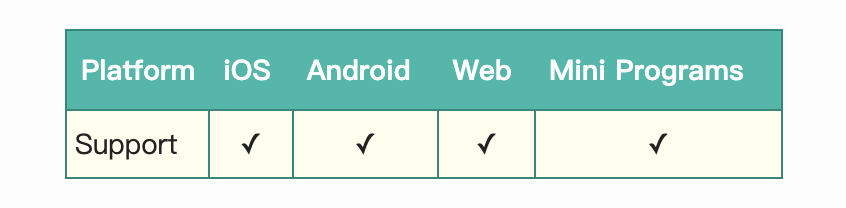 Platform iOS Android Web Mini Programs
Support ✓ ✓ ✓ ✓